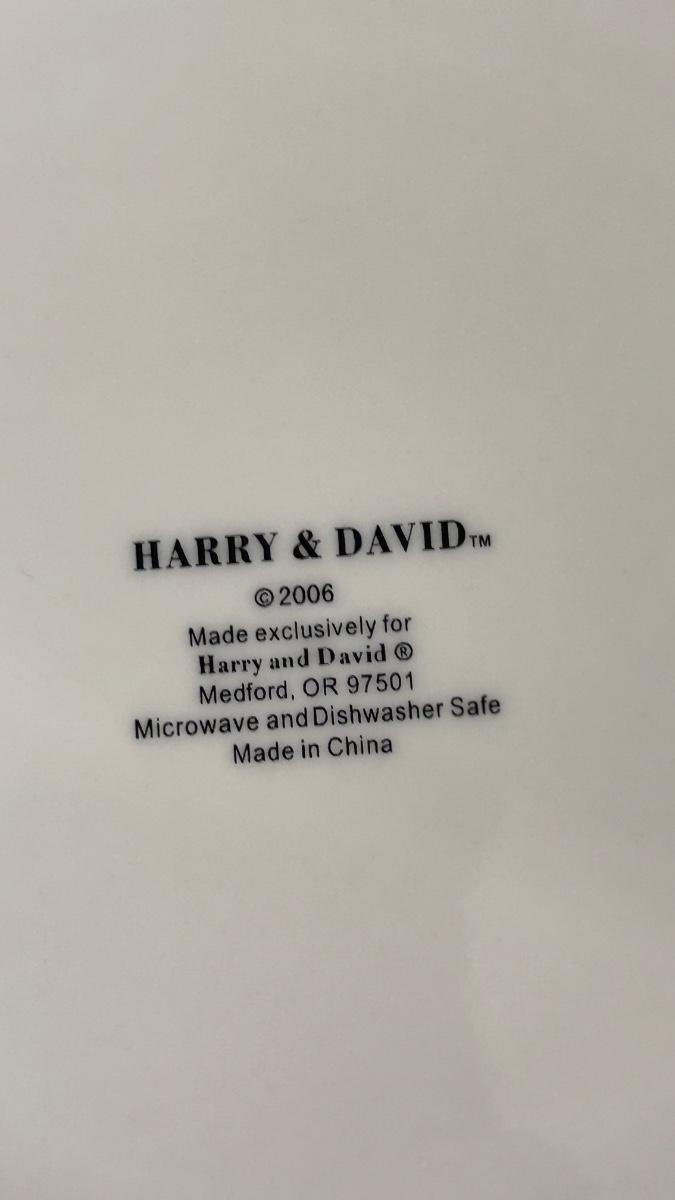 HARRY & DAVID™
©2006
Made exclusively for
Harry and David ®
Medford, OR 97501
Microwave and Dishwasher Safe
Made in China